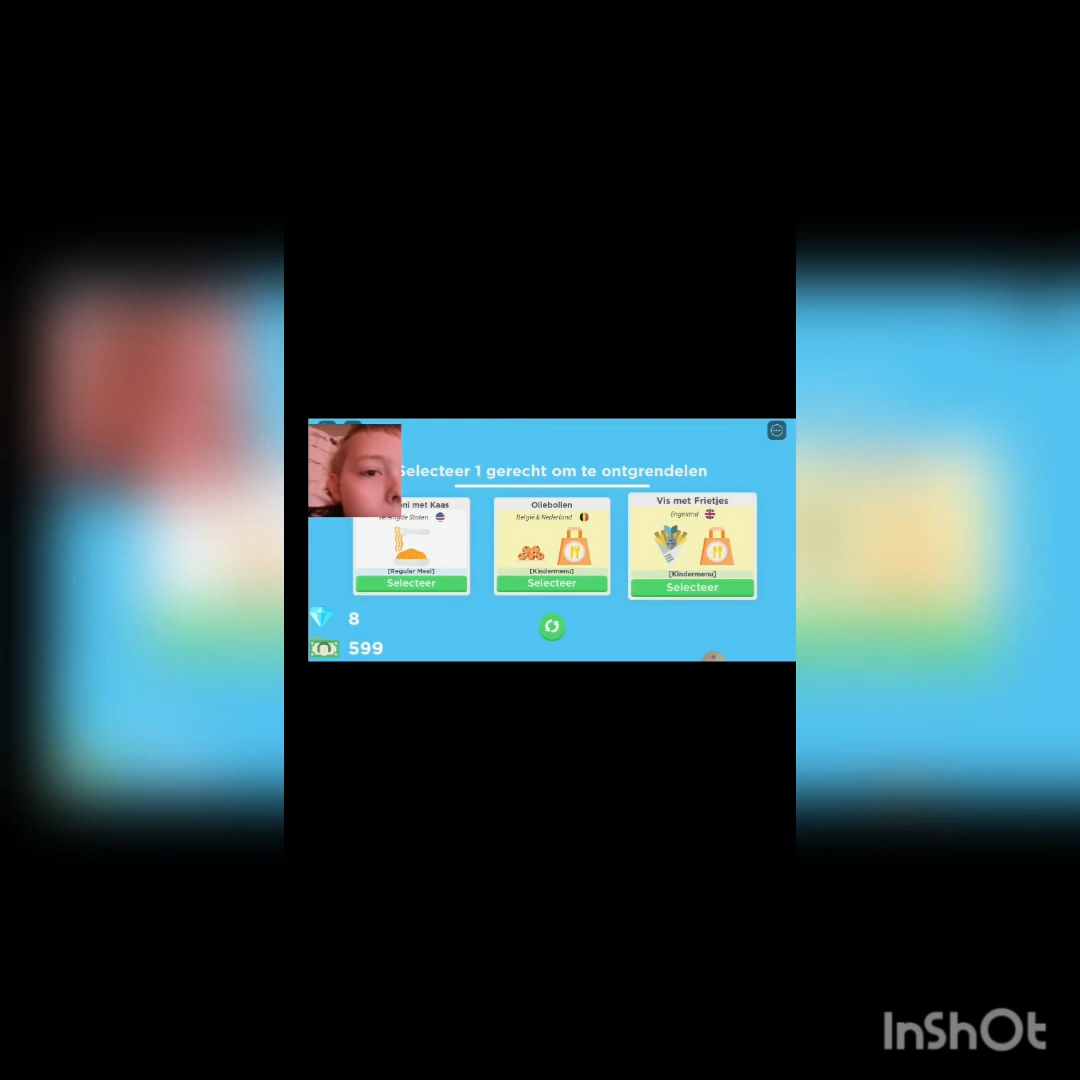 Selecteer 1 gerecht om te ontgrendelen
met Kaas
Staten
[Regular Meal]
Selecteer
Oliebollen
België & Nederland
[Kindermenu]
Selecteer
Vis met Frietjes
Engeland
[Kindermenu]
Selecteer
8
599
InShOt